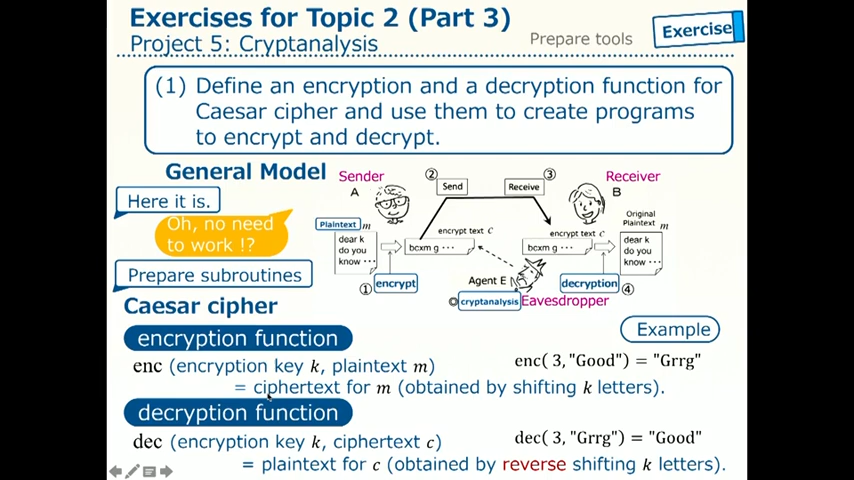 Exercises for Topic 2 (Part 3)
Project 5: Cryptanalysis
Prepare tools
Exercise
(1) Define an encryption and a decryption function for
Caesar cipher and use them to create programs
to encrypt and decrypt.
General Model
Here it is.
Oh, no need
to work !?
Prepare subroutines
Sender
A
② Send
Receive ③
Receiver
B
Plaintext m
dear k
do you
know ···
① encrypt
encrypt text c
bcxm g ···
encrypt text c
bcxm g ···
Agent E
◎ cryptanalysis Eavesdropper
decryption ④
Original
Plaintext m
dear k
do you
know ···
Caesar cipher
encryption function
Example
enc (encryption key k, plaintext m)
= ciphertext for m (obtained by shifting k letters).
enc( 3, "Good") = "Grrg"
decryption function
dec (encryption key k, ciphertext c)
= plaintext for c (obtained by reverse shifting k letters).
dec( 3, "Grrg") = "Good"